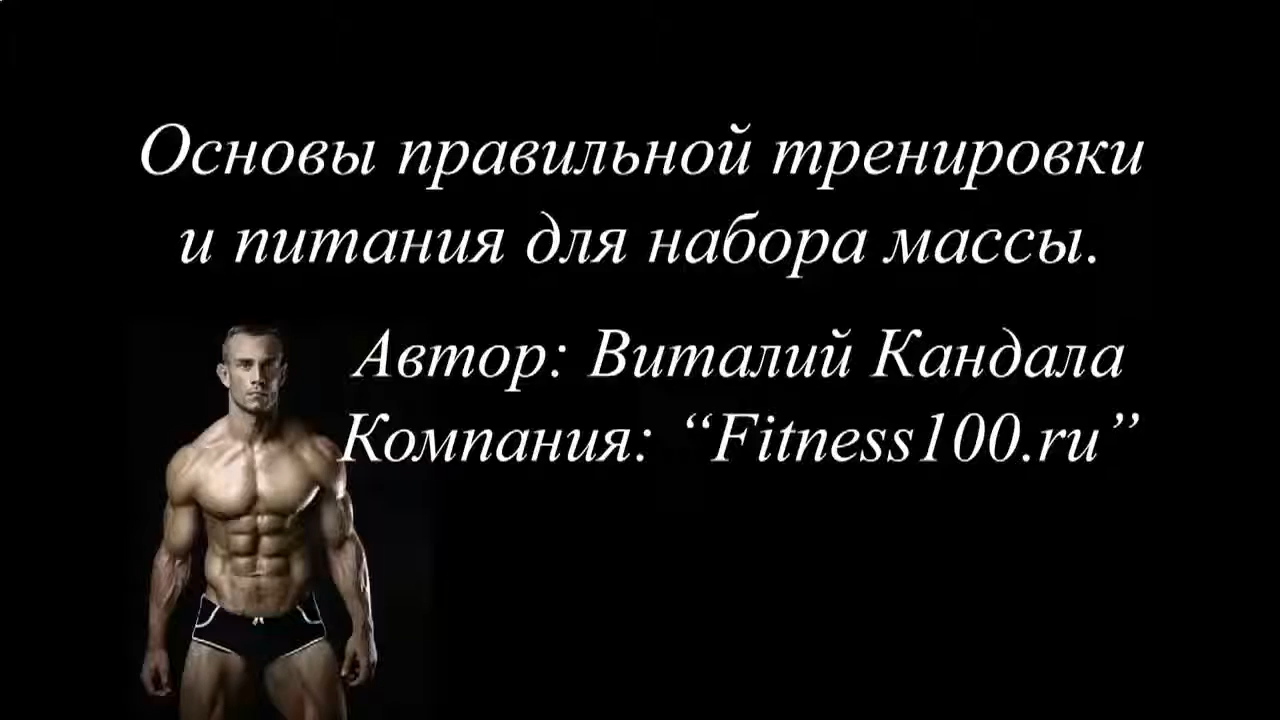 Основы правильной тренировки
и питания для набора массы.
Автор: Виталий Кандала
Компания: “Fitness100.ru”